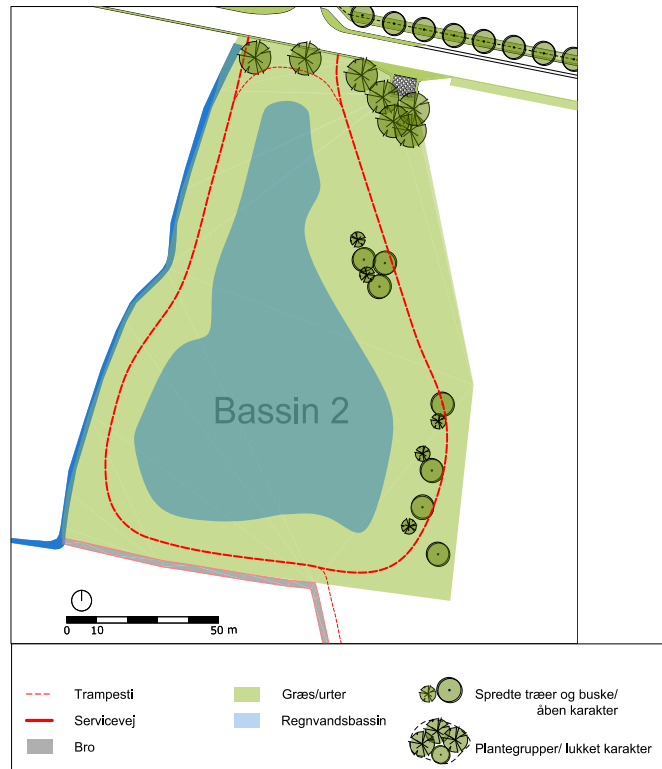 Bassin 2
0 10 50 m
Trampesti
Servicevej
Bro
Græs/urter
Regnvandsbassin
Spredte træer og buske/
åben karakter
Plantegrupper/ lukket karakter